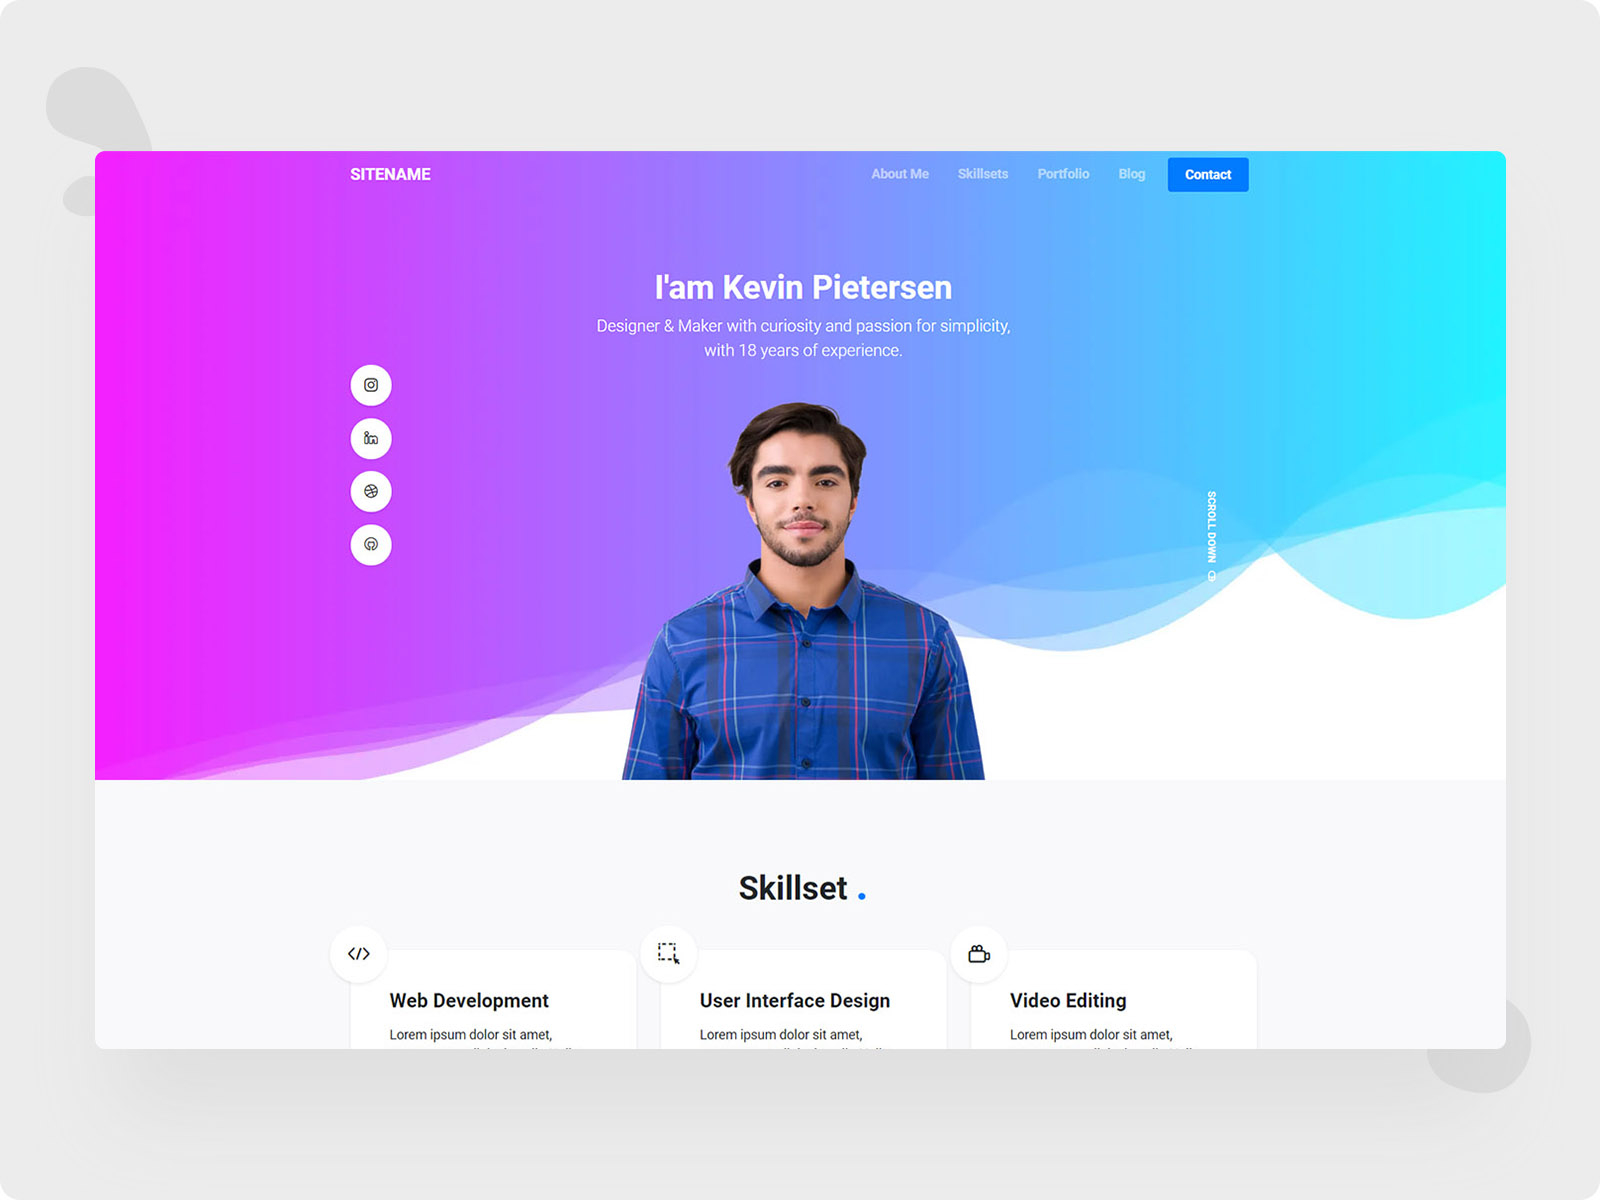 SITENAME
About Me Skillsets Portfolio Blog Contact
I'am Kevin Pietersen
Designer & Maker with curiosity and passion for simplicity,
with 18 years of experience.
SCROLL DOWN
Skillset .
Web Development
Lorem ipsum dolor sit amet,
User Interface Design
Lorem ipsum dolor sit amet,
Video Editing
Lorem ipsum dolor sit amet,